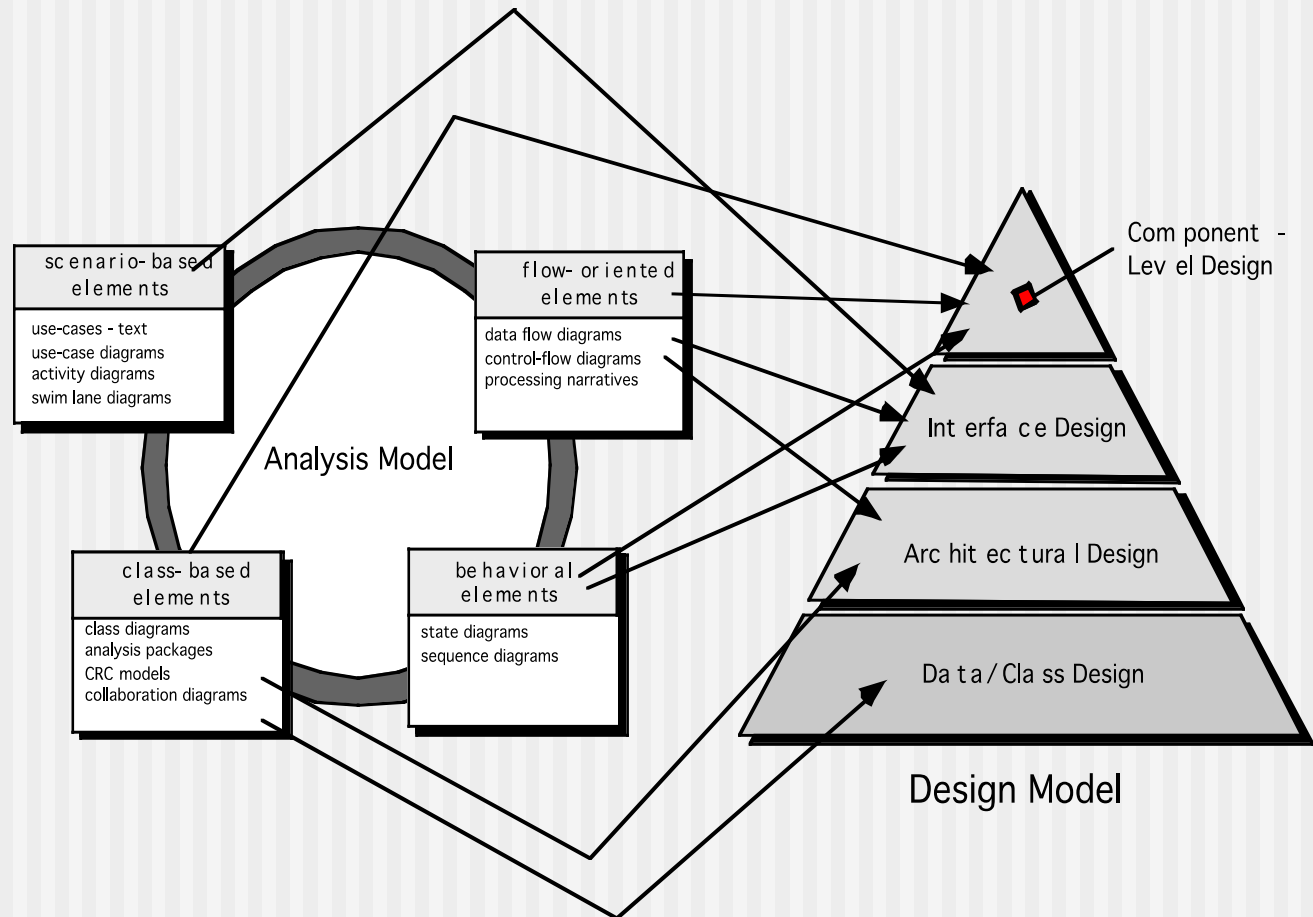 scenario-based
elements
use-cases - text
use-case diagrams
activity diagrams
swim lane diagrams
flow-oriented
elements
data flow diagrams
control-flow diagrams
processing narratives
Analysis Model
class-based
elements
class diagrams
analysis packages
CRC models
collaboration diagrams
behavioral
elements
state diagrams
sequence diagrams
Component -
Level Design
Interface Design
Architectural Design
Data/Class Design
Design Model